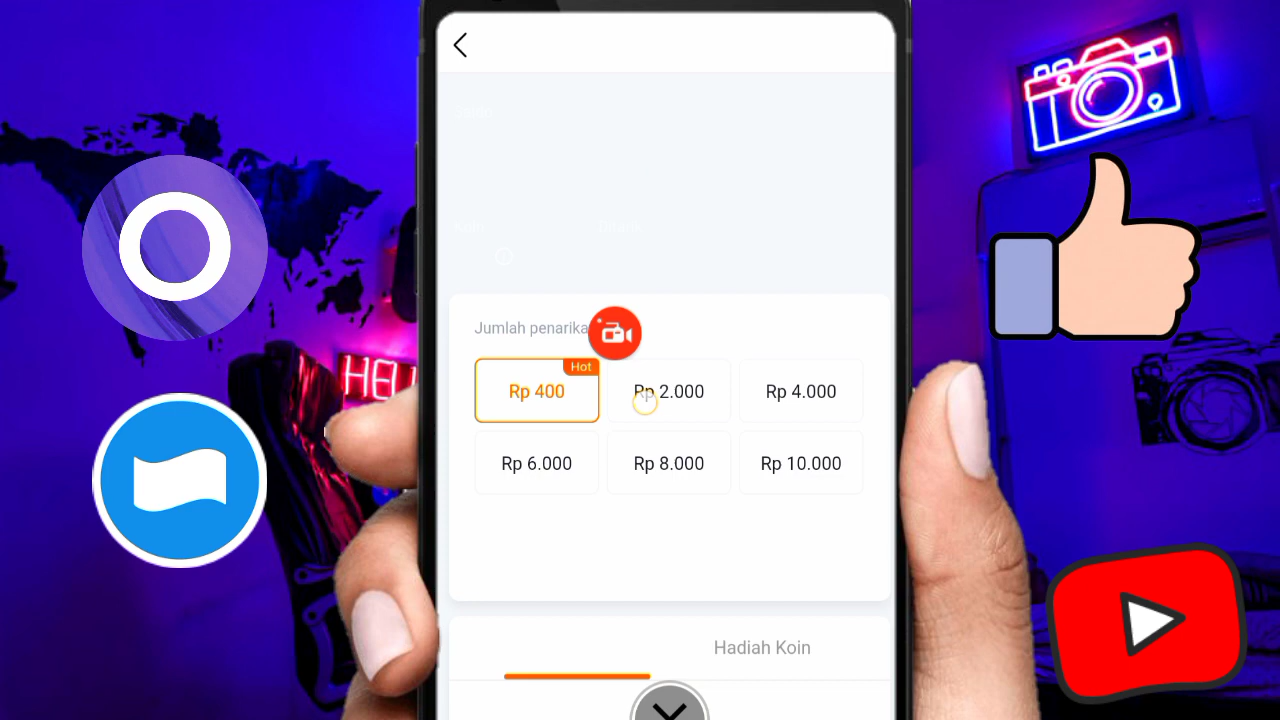 Koin
Jumlah penarika
Hot
Rp 400
Rp 2.000
Rp 4.000
Rp 6.000
Rp 8.000
Rp 10.000
Hadiah Koin